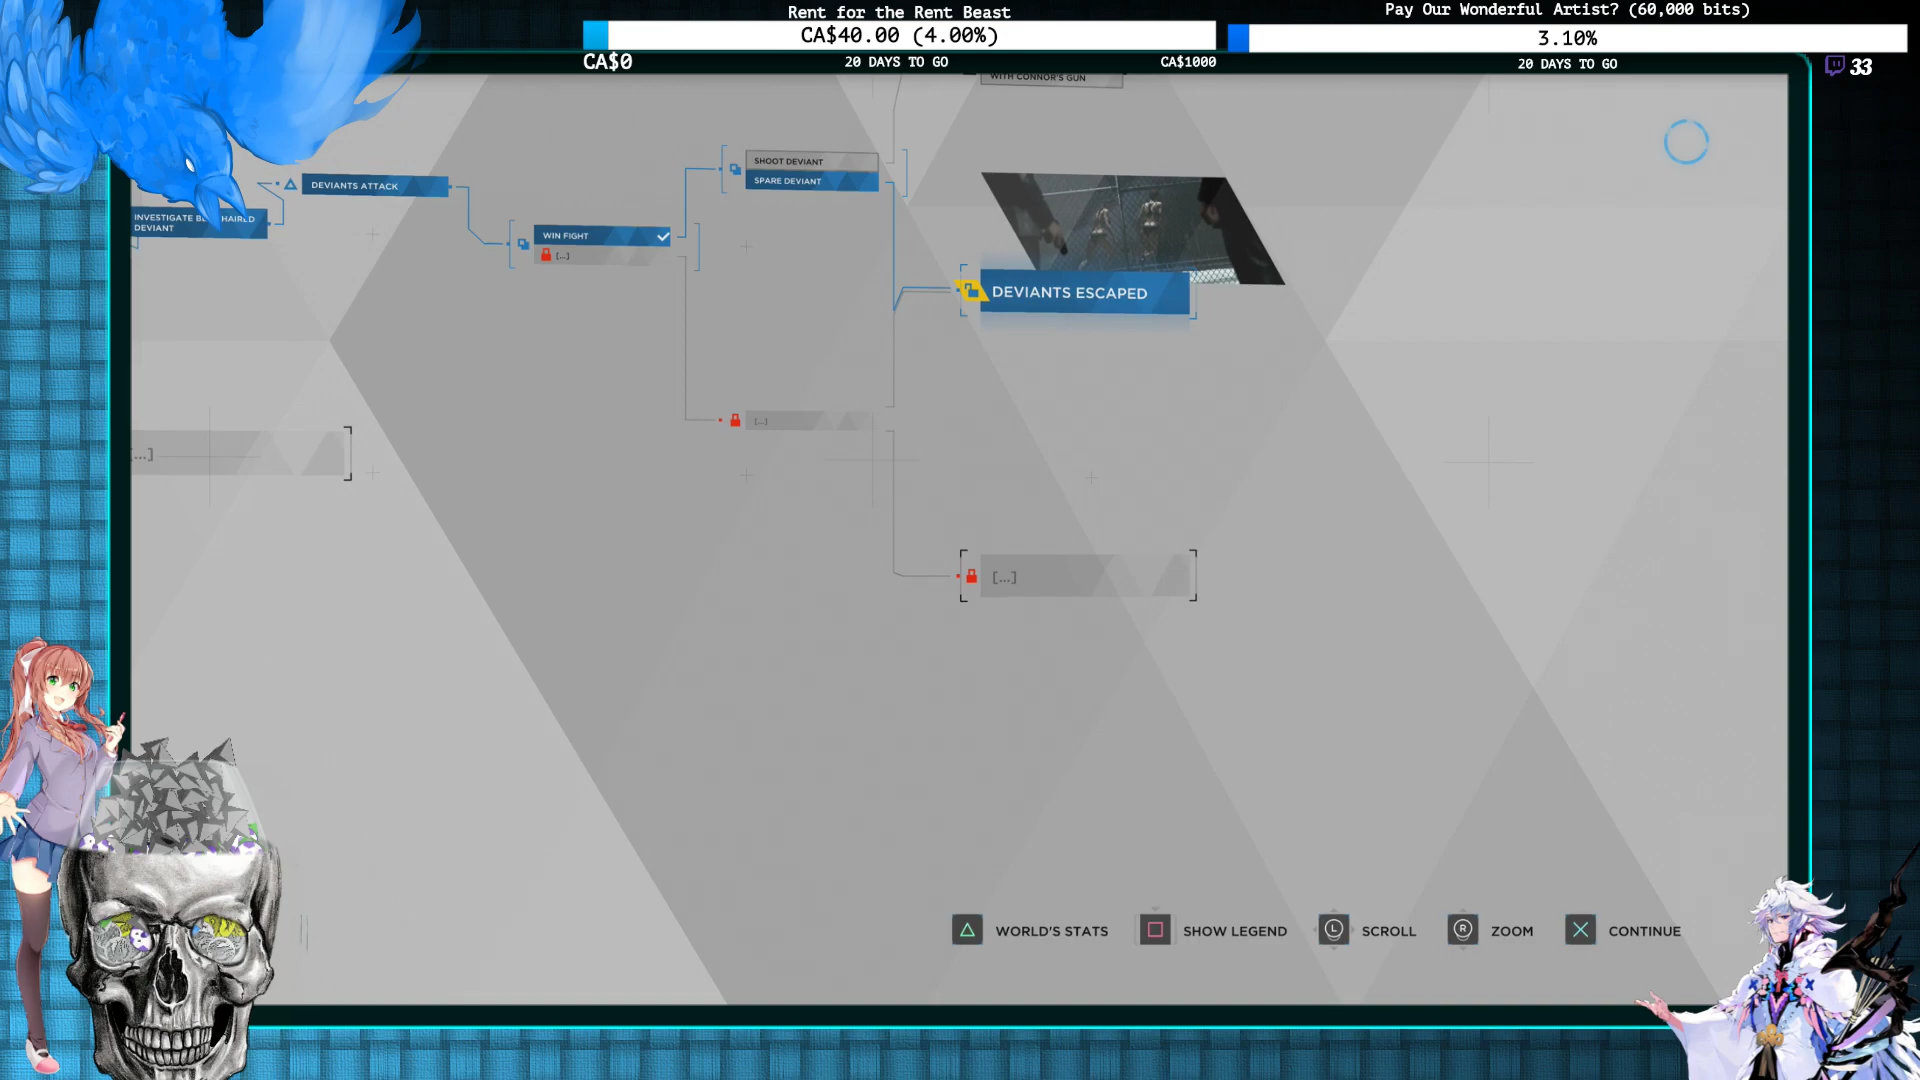 Rent for the Rent Beast
CA$40.00 (4.00%)
CA$0
20 DAYS TO GO
CA$1000
Pay Our Wonderful Artist? (60,000 bits)
3.10%
20 DAYS TO GO
33
WITH CONNOR'S GUN
DEVIANTS ATTACK
INVESTIGATE HAIRED
DEVIANT
WIN FIGHT
[...]
SHOOT DEVIANT
SPARE DEVIANT
DEVIANTS ESCAPED
[...]
...]
[...]
WORLD'S STATS
SHOW LEGEND
L
SCROLL
R
ZOOM
CONTINUE